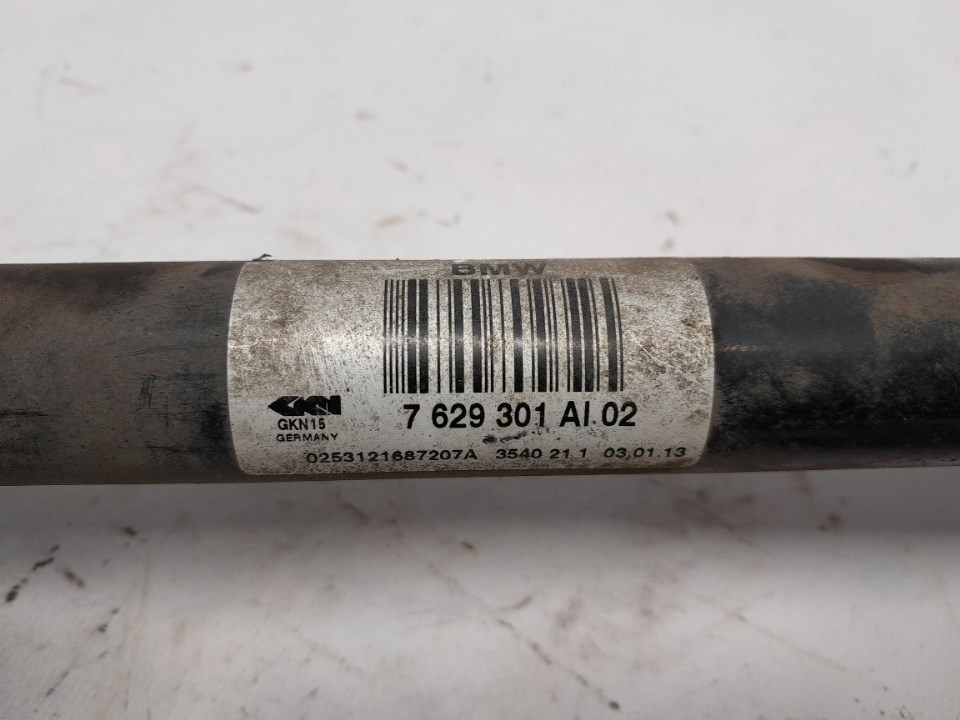 BMW
7 629 301 AI 02
GKN
GKN15
GERMANY
0253121687207A 3540 21 1 03.01.13